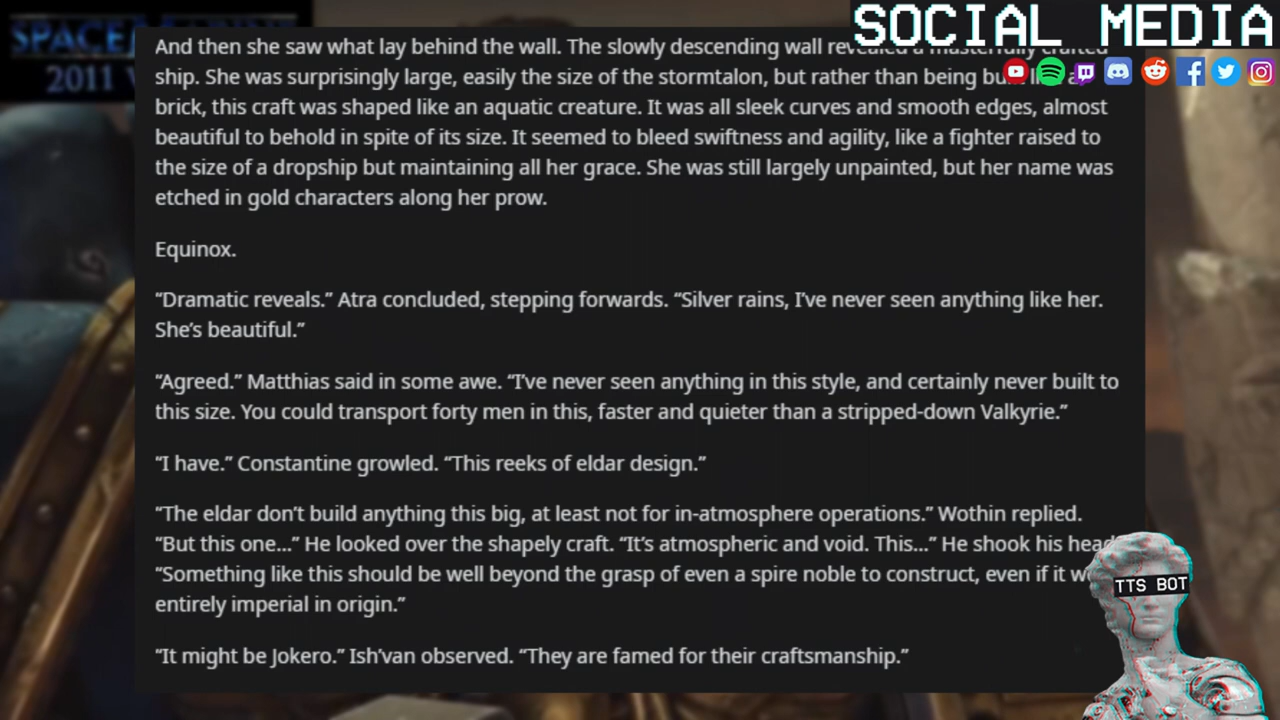 SOCIAL MEDIA
SPACE
2011
And then she saw what lay behind the wall. The slowly descending wall revealed a masterfully crafted
ship. She was surprisingly large, easily the size of the stormtalon, but rather than being built like a
brick, this craft was shaped like an aquatic creature. It was all sleek curves and smooth edges, almost
beautiful to behold in spite of its size. It seemed to bleed swiftness and agility, like a fighter raised to
the size of a dropship but maintaining all her grace. She was still largely unpainted, but her name was
etched in gold characters along her prow.
Equinox.
“Dramatic reveals.” Atra concluded, stepping forwards. “Silver rains, I’ve never seen anything like her.
She’s beautiful.”
“Agreed.” Matthias said in some awe. “I’ve never seen anything in this style, and certainly never built to
this size. You could transport forty men in this, faster and quieter than a stripped-down Valkyrie.”
“I have.” Constantine growled. “This reeks of eldar design.”
“The eldar don’t build anything this big, at least not for in-atmosphere operations.” Wothin replied.
“But this one...” He looked over the shapely craft. “It’s atmospheric and void. This...” He shook his head
“Something like this should be well beyond the grasp of even a spire noble to construct, even if it
entirely imperial in origin.”
“It might be Jokero.” Ish’van observed. “They are famed for their craftsmanship.”
TTS BOT